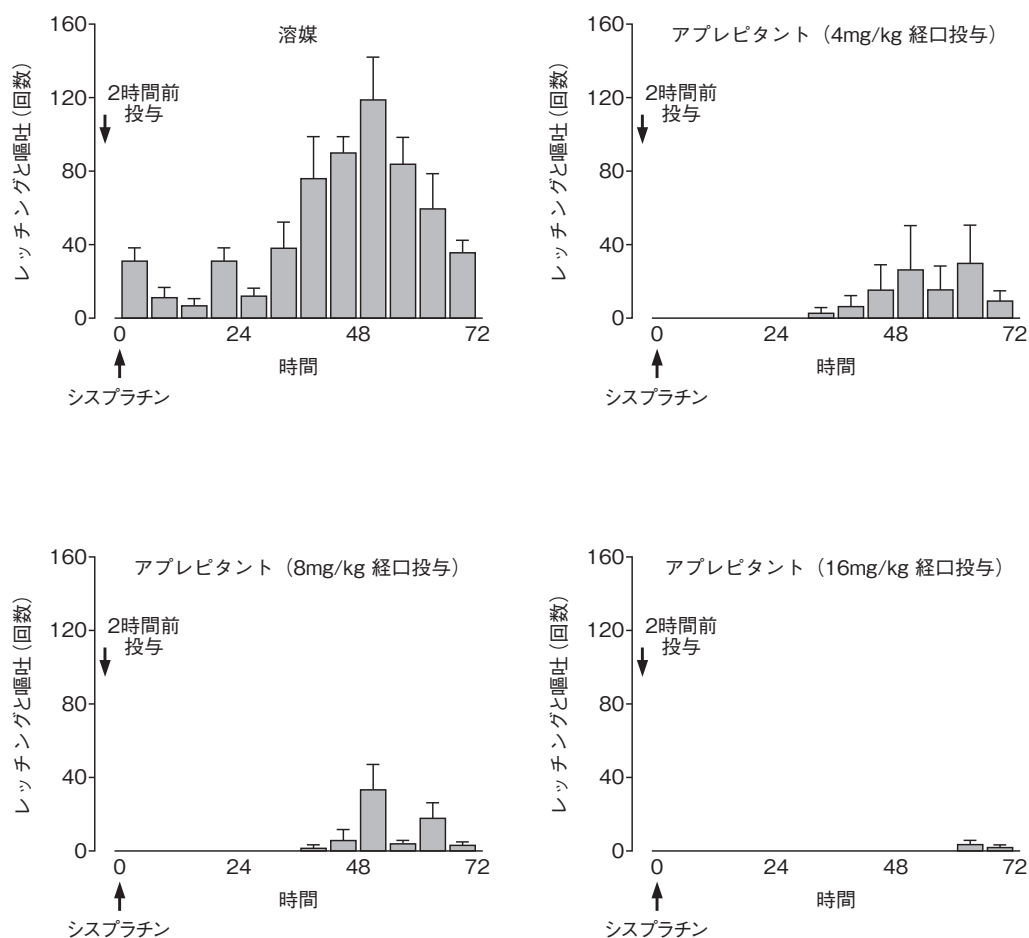 溶媒
レッチングと嘔吐(回数)
160
120
80
40
0
2時間前
投与
0
24
48
72
時間
シスプラチン
アプレピタント(4mg/kg 経口投与)
レッチングと嘔吐(回数)
160
120
80
40
0
2時間前
投与
0
24
48
72
時間
シスプラチン
アプレピタント(8mg/kg 経口投与)
レッチングと嘔吐(回数)
160
120
80
40
0
2時間前
投与
0
24
48
72
時間
シスプラチン
アプレピタント(16mg/kg 経口投与)
レッチングと嘔吐(回数)
160
120
80
40
0
2時間前
投与
0
24
48
72
時間
シスプラチン